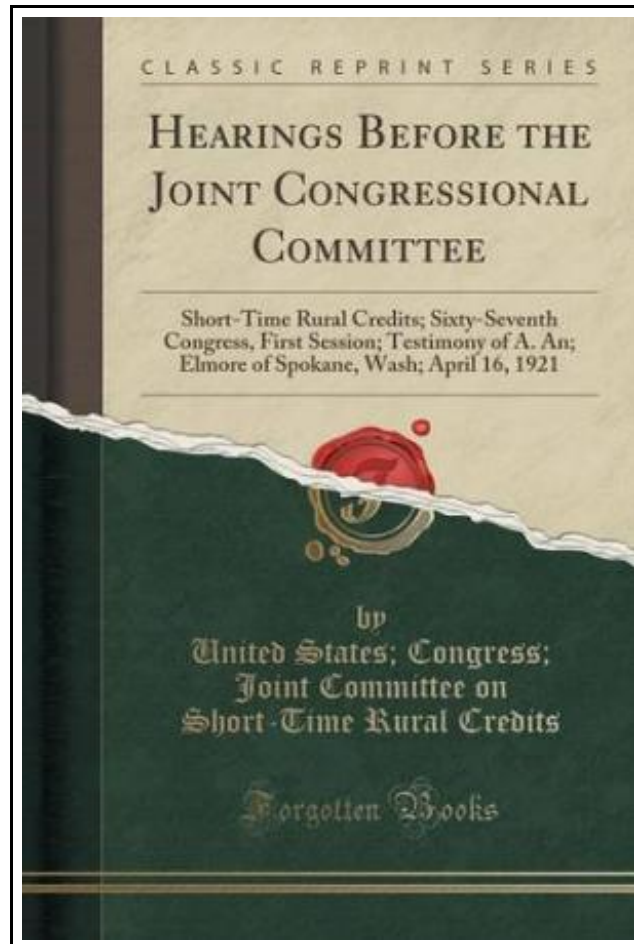 CLASSIC REPRINT SERIES
HEARINGS BEFORE THE
JOINT CONGRESSIONAL
COMMITTEE
Short-Time Rural Credits; Sixty-Seventh
Congress, First Session; Testimony of A. An;
Elmore of Spokane, Wash; April 16, 1921
by
United States; Congress;
Joint Committee on
Short-Time Rural Credits
Forgotten Books